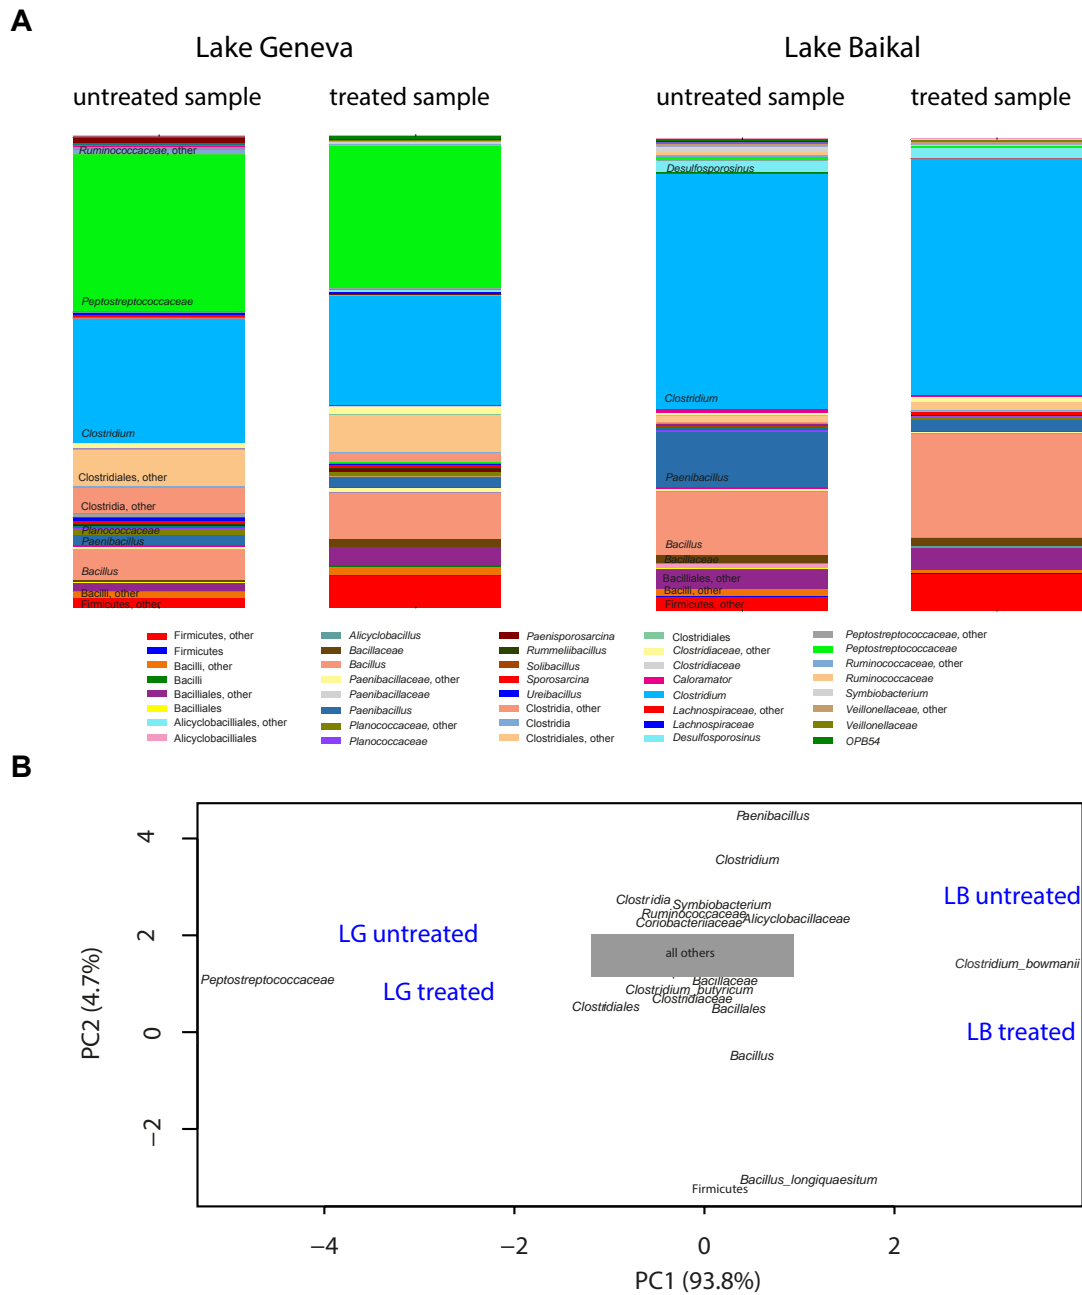 A
Lake Geneva
Lake Baikal
untreated sample
treated sample
untreated sample
treated sample
Ruminococcaceae, other
Peptostreptococcaceae
Clostridium
Clostridiales, other
Clostridia, other
Planococcaceae
Paenibacillus
Bacillus
Bacilli, other
Firmicutes, other
Desulfosporosinus
Clostridium
Paenibacillus
Bacillus
Bacillaceae
Bacilliales, other
Bacilli, other
Firmicutes, other
Firmicutes, other
Firmicutes
Bacilli, other
Bacilli
Bacilliales, other
Bacilliales
Alicyclobacilliales, other
Alicyclobacilliales
Alicyclobacillus
Bacillaceae
Bacillus
Paenibacillaceae, other
Paenibacillaceae
Paenibacillus
Planococcaceae, other
Planococcaceae
Paenisporosarcina
Rummeliibacillus
Solibacillus
Sporosarcina
Ureibacillus
Clostridia, other
Clostridia
Clostridiales, other
Clostridiales
Clostridiaceae, other
Clostridiaceae
Caloramator
Clostridium
Lachnospiraceae, other
Lachnospiraceae
Desulfosporosinus
Peptostreptococcaceae, other
Peptostreptococcaceae
Ruminococcaceae, other
Ruminococcaceae
Symbiobacterium
Veillonellaceae, other
Veillonellaceae
OPB54
B
Paenibacillus
Clostridium
Clostridia
Symbiobacterium
Ruminococcaceae
Coriobacteriiaceae
Alicyclobacillaceae
LB untreated
LG untreated
all others
Clostridium_bowmanii
Peptostreptococcaceae
LG treated
Bacillaceae
Clostridium_butyricum
Clostridiaceae
Clostridiales
Bacillales
LB treated
Bacillus
Bacillus_longiquaesitum
Firmicutes
4
2
0
−2
PC2 (4.7%)
−4
−2
0
2
PC1 (93.8%)